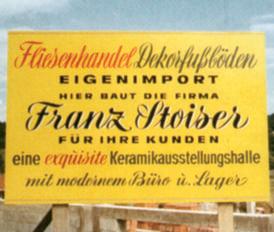 Fliesenhandel Dekorfußböden
EIGENIMPORT
HIER BAUT DIE FIRMA
Franz Stoiser
FÜR IHRE KUNDEN
eine exquisite Keramikausstellungshalle
mit modernem Büro u. Lager